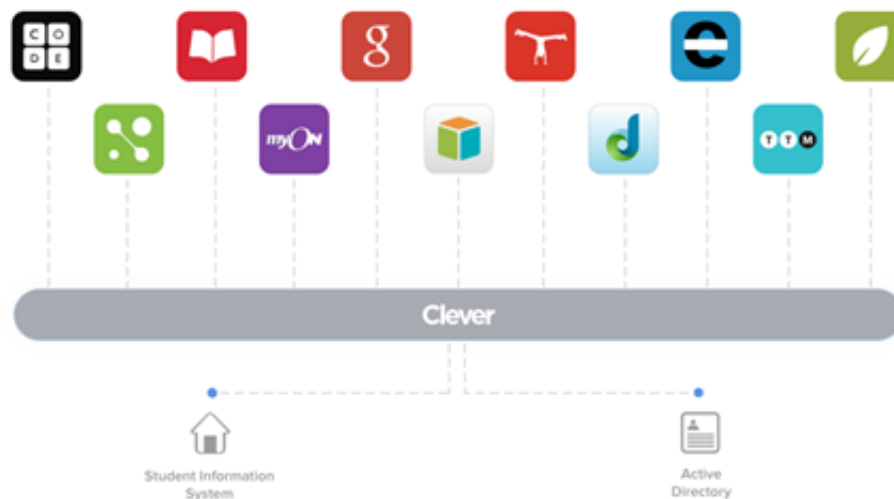 C O
D E
g
e
myON
d
T T M
Clever
Student Information
System
Active
Directory